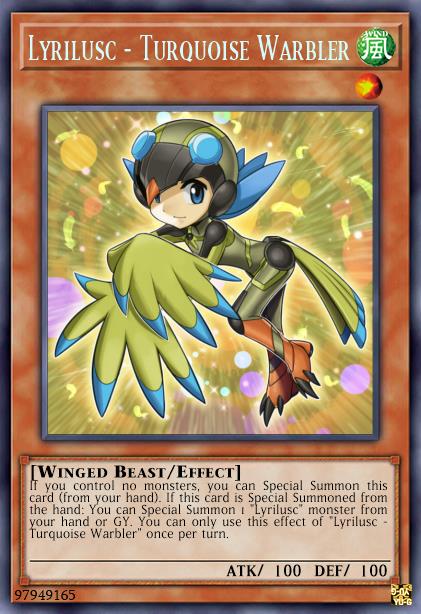 LYRILUSC - TURQUOISE WARBLER
WIND
風
[WINGED BEAST/EFFECT]
If you control no monsters, you can Special Summon this
card (from your hand). If this card is Special Summoned from
the hand: You can Special Summon 1 "Lyrilusc" monster from
your hand or GY. You can only use this effect of "Lyrilusc -
Turquoise Warbler" once per turn.
ATK/ 100 DEF/ 100
97949165